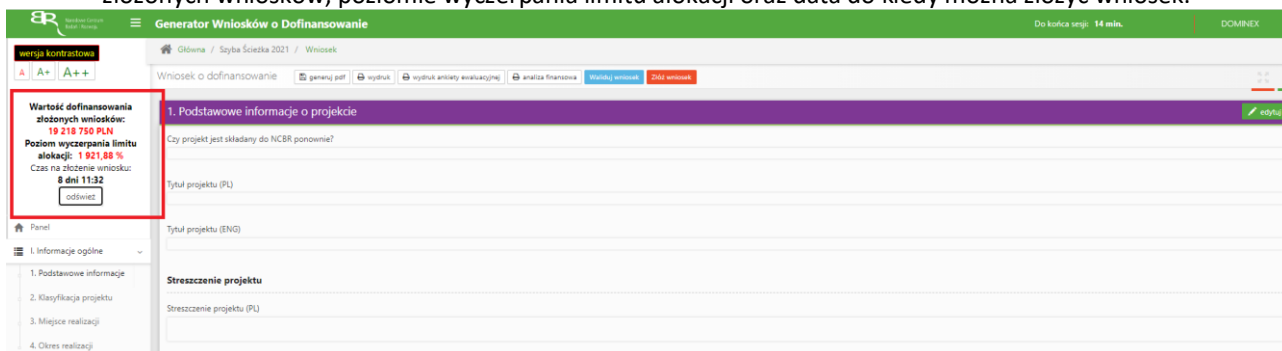 złożonych wniosków, poziomie wyczerpania limitu alokacji oraz data do kiedy można złożyć wniosek.
Generator Wniosków o Dofinansowanie
Do końca sesji: 14 min.
DOMINEX
wersja kontrastowa
A A+ A++
Główna / Szyba Ścieżka 2021 / Wniosek
Wniosek o dofinansowanie
generuj pdf
wydruk
wydruk ankiety ewaluacyjnej
analiza finansowa
Waliduj wniosek
Złóż wniosek
Wartość dofinansowania
złożonych wniosków:
19 218 750 PLN
Poziom wyczerpania limitu
alokacji: 1 921,88 %
Czas na złożenie wniosku:
8 dni 11:32
odśwież
Panel
I. Informacje ogólne
1. Podstawowe informacje
2. Klasyfikacja projektu
3. Miejsce realizacji
4. Okres realizacji
1. Podstawowe informacje o projekcie
edytuj
Czy projekt jest składany do NCBR ponownie?
Tytuł projektu (PL)
Tytuł projektu (ENG)
Streszczenie projektu
Streszczenie projektu (PL)